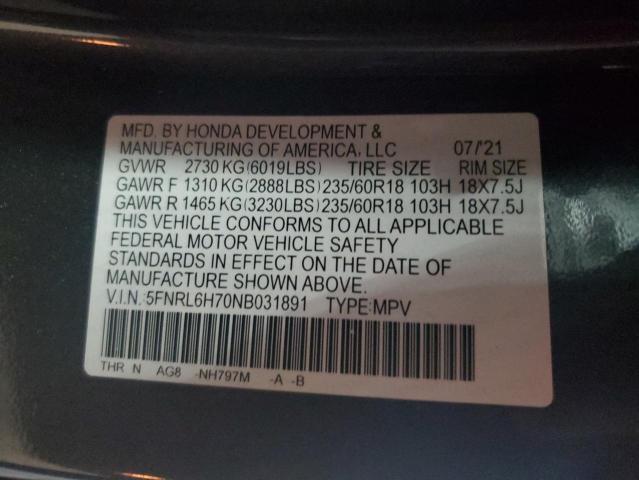 MFD. BY HONDA DEVELOPMENT &
MANUFACTURING OF AMERICA, LLC 07/'21
GVWR 2730 KG(6019LBS) TIRE SIZE RIM SIZE
GAWR F 1310 KG(2888LBS)235/60R18 103H 18X7.5J
GAWR R 1465 KG(3230LBS)235/60R18 103H 18X7.5J
THIS VEHICLE CONFORMS TO ALL APPLICABLE
FEDERAL MOTOR VEHICLE SAFETY
STANDARDS IN EFFECT ON THE DATE OF
MANUFACTURE SHOWN ABOVE.
V.I.N.:5FNRL6H70NB031891 TYPE:MPV
THR N AG8 -NH797M -A -B